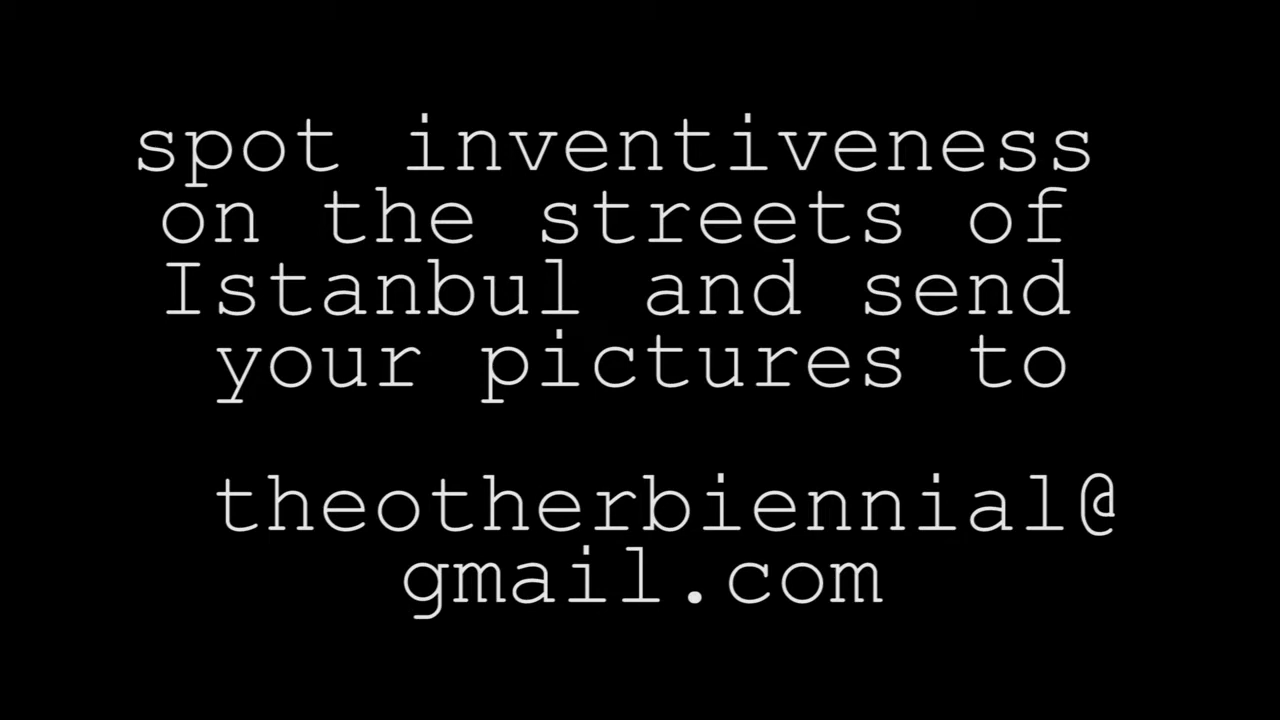 spot inventiveness
on the streets of
Istanbul and send
your pictures to
theotherbiennial@
gmail.com